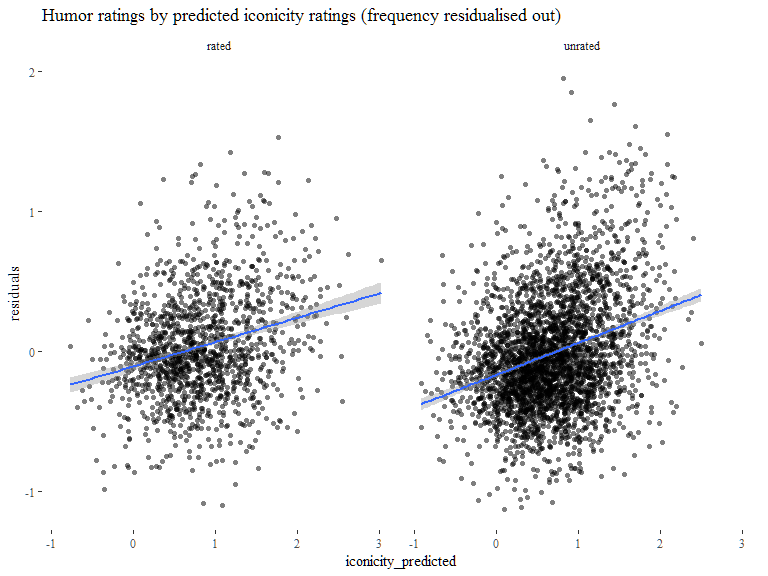 Humor ratings by predicted iconicity ratings (frequency residualised out)
rated
unrated
2
1
0
-1
residuals
-1 0 1 2 3
-1 0 1 2 3
iconicity_predicted